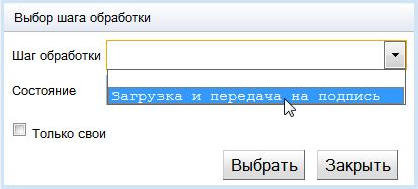 Выбор шага обработки
Шаг обработки
Загрузка и передача на подпись
Состояние
Только свои
Выбрать Закрыть